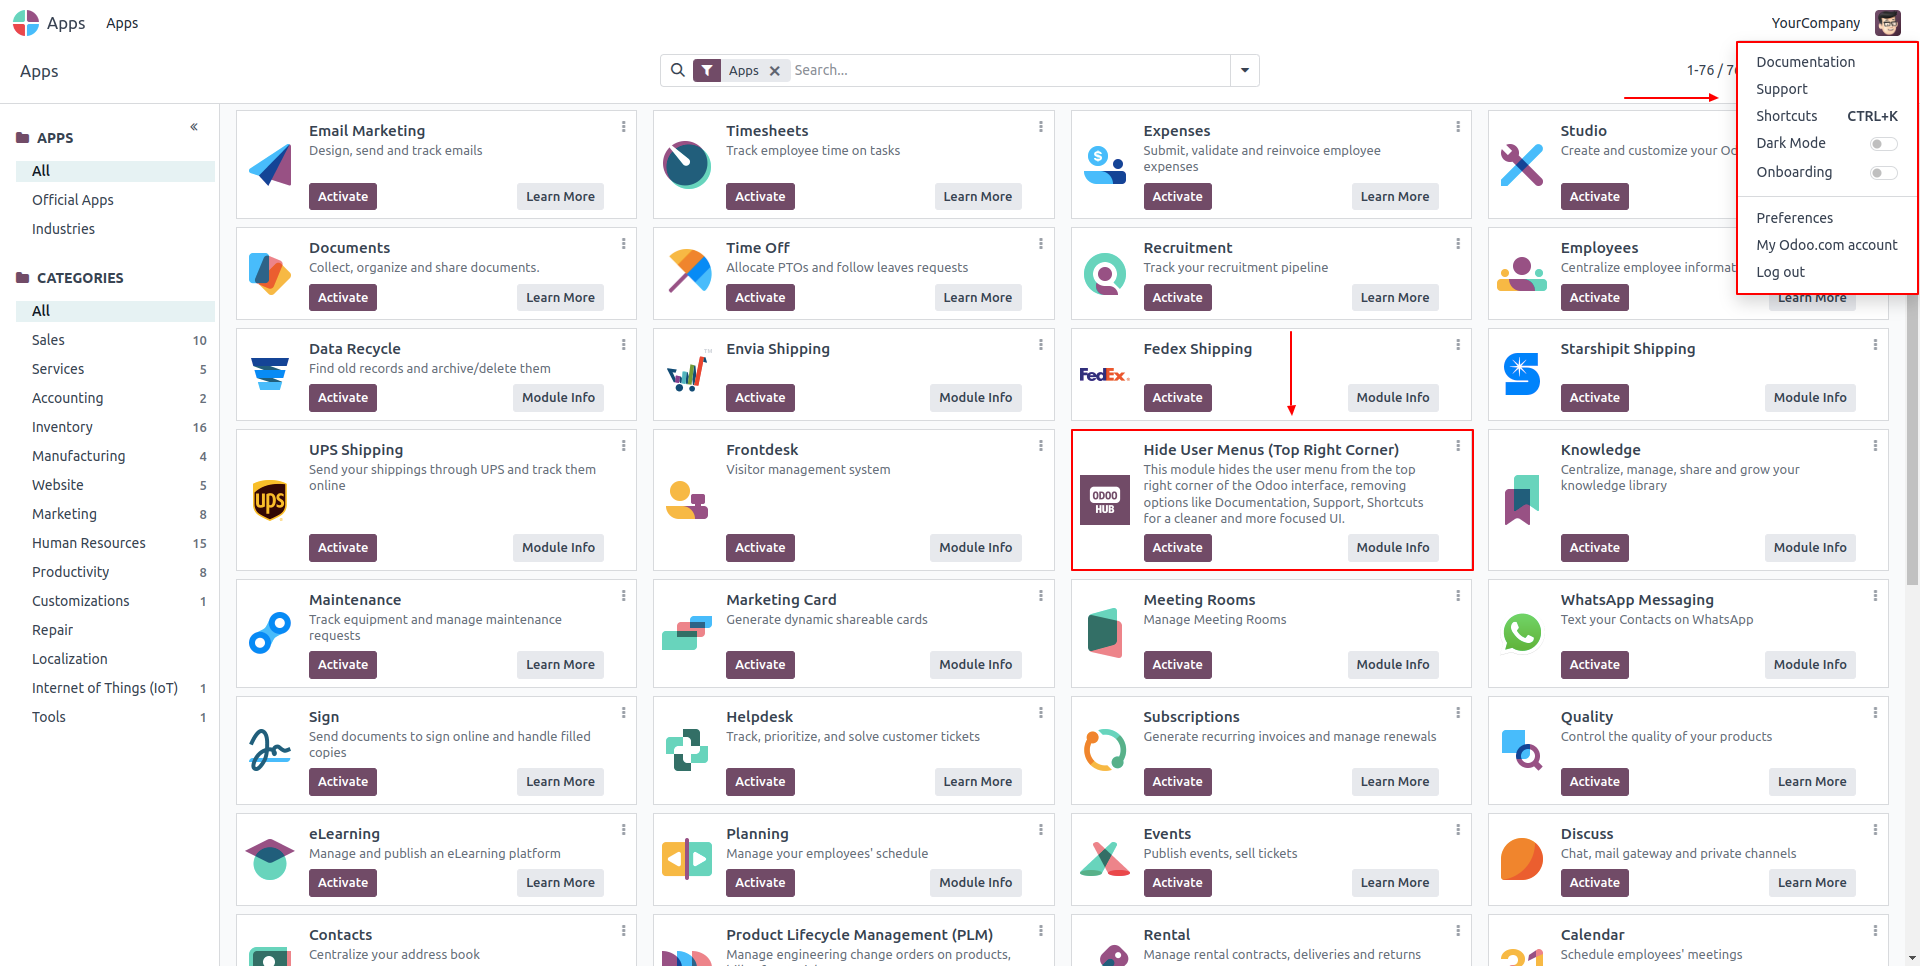 Apps
Apps
YourCompany
Apps
Apps
Search...
1-76 / 76
Documentation
Support
Shortcuts CTRL+K
Dark Mode
Onboarding
Preferences
My Odoo.com account
Log out
APPS
All
Official Apps
Industries
CATEGORIES
All
Sales 10
Services 5
Accounting 2
Inventory 16
Manufacturing 4
Website 5
Marketing 8
Human Resources 15
Productivity 8
Customizations 1
Repair
Localization
Internet of Things (IoT) 1
Tools 1
Email Marketing
Design, send and track emails
Activate Learn More
Timesheets
Track employee time on tasks
Activate Learn More
Expenses
Submit, validate and reinvoice employee
expenses
Activate Learn More
Studio
Create and customize your
Activate
Documents
Collect, organize and share documents.
Activate Learn More
Time Off
Allocate PTOs and follow leaves requests
Activate Learn More
Recruitment
Track your recruitment pipeline
Activate Learn More
Employees
Centralize employee
Activate Learn More
Data Recycle
Find old records and archive/delete them
Activate Module Info
Envia Shipping
TM
Activate Module Info
Fedex Shipping
FedEx
Activate Module Info
Starshipit Shipping
Activate Module Info
UPS Shipping
Send your shippings through UPS and track them
online
ups
Activate Module Info
Frontdesk
Visitor management system
Activate Module Info
Hide User Menus (Top Right Corner)
This module hides the user menu from the top
right corner of the Odoo interface, removing
options like Documentation, Support, Shortcuts
for a cleaner and more focused UI.
ODOO
HUB
Activate Module Info
Knowledge
Centralize, manage, share and grow your
knowledge library
Activate Module Info
Maintenance
Track equipment and manage maintenance
requests
Activate Learn More
Marketing Card
Generate dynamic shareable cards
Activate Module Info
Meeting Rooms
Manage Meeting Rooms
Activate Module Info
WhatsApp Messaging
Text your Contacts on WhatsApp
Activate Module Info
Sign
Send documents to sign online and handle filled
copies
Activate Learn More
Helpdesk
Track, prioritize, and solve customer tickets
Activate Learn More
Subscriptions
Generate recurring invoices and manage renewals
Activate Learn More
Quality
Control the quality of your products
Activate Learn More
eLearning
Manage and publish an eLearning platform
Activate Learn More
Planning
Manage your employees' schedule
Activate Module Info
Events
Publish events, sell tickets
Activate Learn More
Discuss
Chat, mail gateway and private channels
Activate Learn More
Contacts
Centralize your address book
Product Lifecycle Management (PLM)
Manage engineering change orders on products,
Rental
Manage rental contracts, deliveries and returns
Calendar
Schedule employees' meetings
31